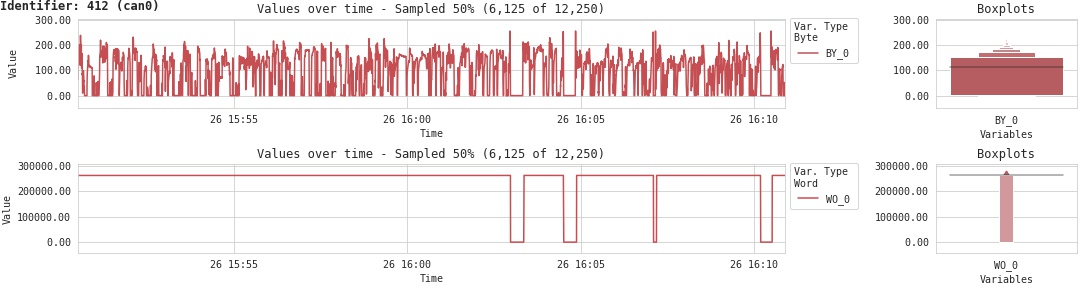 Identifier: 412 (can0)
Values over time - Sampled 50% (6,125 of 12,250)
Boxplots
300.00
200.00
100.00
0.00
Value
26 15:55
26 16:00
26 16:05
26 16:10
Time
Var. Type
Byte
BY_0
300.00
200.00
100.00
0.00
BY_0
Variables
Values over time - Sampled 50% (6,125 of 12,250)
Boxplots
300000.00
200000.00
100000.00
0.00
Value
26 15:55
26 16:00
26 16:05
26 16:10
Time
Var. Type
Word
WO_0
300000.00
200000.00
100000.00
0.00
WO_0
Variables